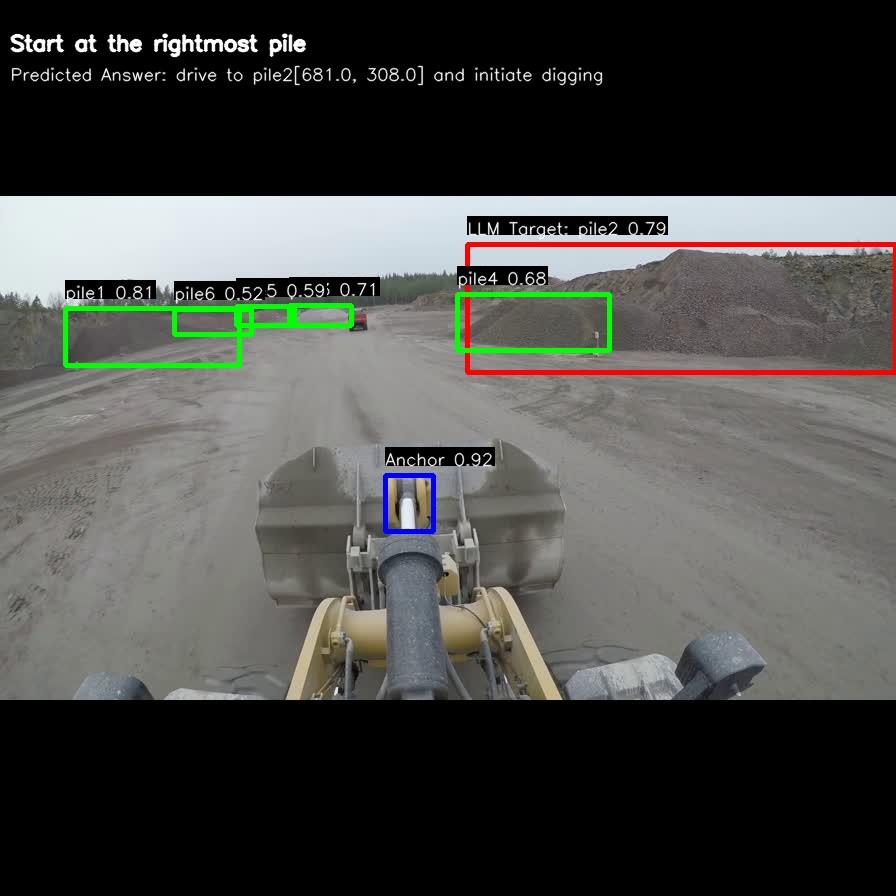 Start at the rightmost pile
Predicted Answer: drive to pile2[681.0, 308.0] and initiate digging
LLM Target: pile2 0.79
pile4 0.68
pile1 0.81
pile6 0.52
5 0.59
0.71
Anchor 0.92